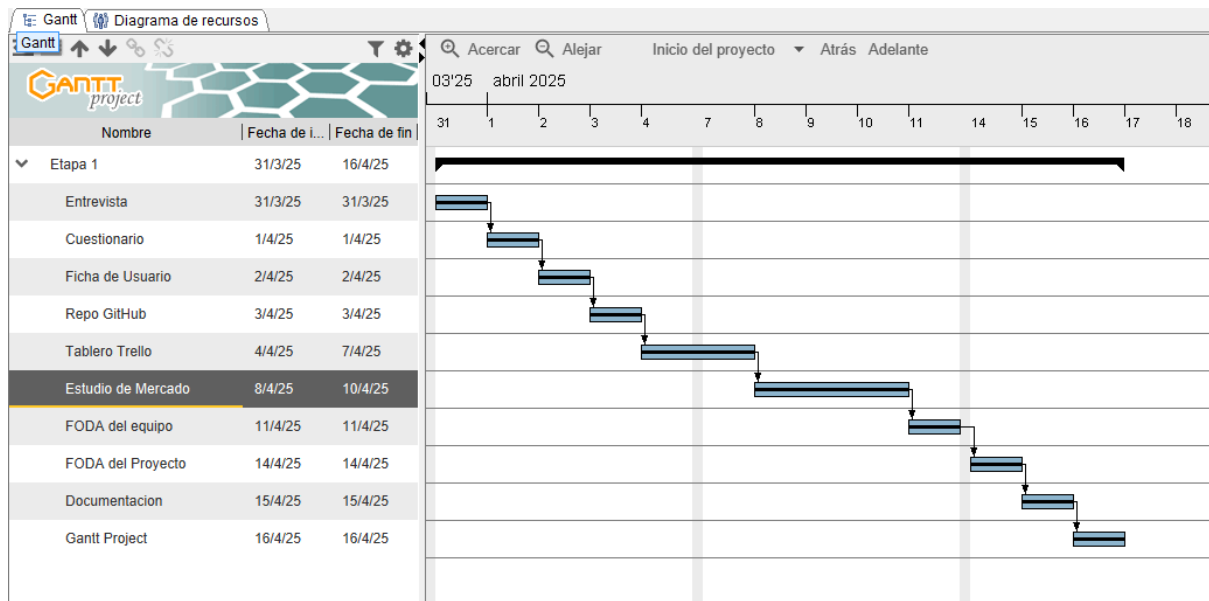 Gantt Diagrama de recursos
Gantt
Acercar Alejar Inicio del proyecto Atrás Adelante
GANTT project
03'25 abril 2025
31 1 2 3 4 7 8 9 10 11 14 15 16 17 18
Nombre Fecha de i... Fecha de fin
Etapa 1 31/3/25 16/4/25
Entrevista 31/3/25 31/3/25
Cuestionario 1/4/25 1/4/25
Ficha de Usuario 2/4/25 2/4/25
Repo GitHub 3/4/25 3/4/25
Tablero Trello 4/4/25 7/4/25
Estudio de Mercado 8/4/25 10/4/25
FODA del equipo 11/4/25 11/4/25
FODA del Proyecto 14/4/25 14/4/25
Documentacion 15/4/25 15/4/25
Gantt Project 16/4/25 16/4/25